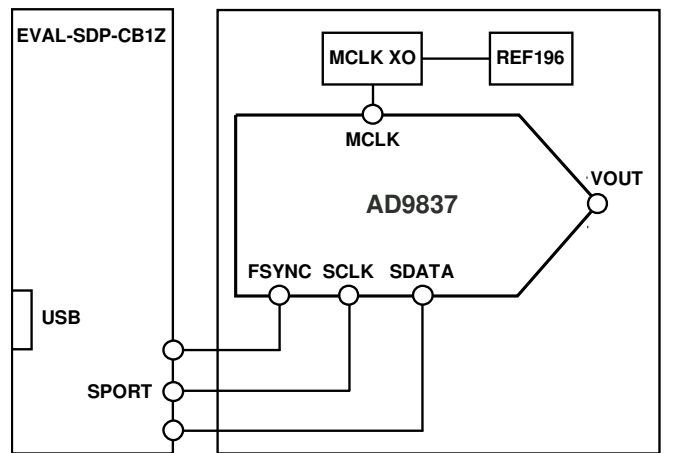 EVAL-SDP-CB1Z
MCLK XO
REF196
MCLK
VOUT
AD9837
FSYNC SCLK SDATA
USB
SPORT